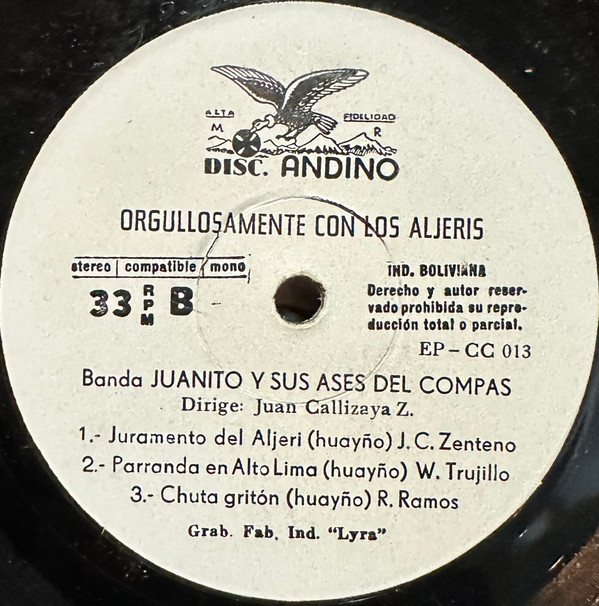 ALTA FIDELIDAD
M R
DISC. ANDINO
ORGULLOSAMENTE CON LOS ALJERIS
stereo | compatible | mono
33 RPM B
IND. BOLIVIANA
Derecho y autor reser-
vado prohibida su repro-
ducción total o parcial.
EP - CC 013
Banda JUANITO Y SUS ASES DEL COMPAS
Dirige: Juan Callizaya Z.
1.- Juramento del Aljeri (huayño) J. C. Zenteno
2.- Parranda en Alto Lima (huayño) W. Trujillo
3.- Chuta gritón (huayño) R. Ramos
Grab. Fab. Ind. “Lyra”